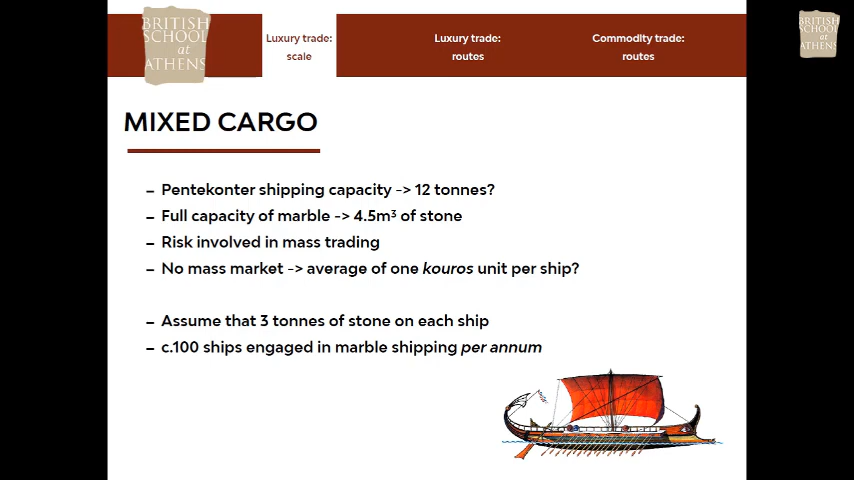 BRITISH
SCHOOL
at
ATHENS
Luxury trade:
scale
Luxury trade:
routes
Commodity trade:
routes
BRITISH
SCHOOL
at
ATHENS
MIXED CARGO
– Pentekonter shipping capacity -> 12 tonnes?
– Full capacity of marble -> 4.5m³ of stone
– Risk involved in mass trading
– No mass market -> average of one kouros unit per ship?
– Assume that 3 tonnes of stone on each ship
– c.100 ships engaged in marble shipping per annum